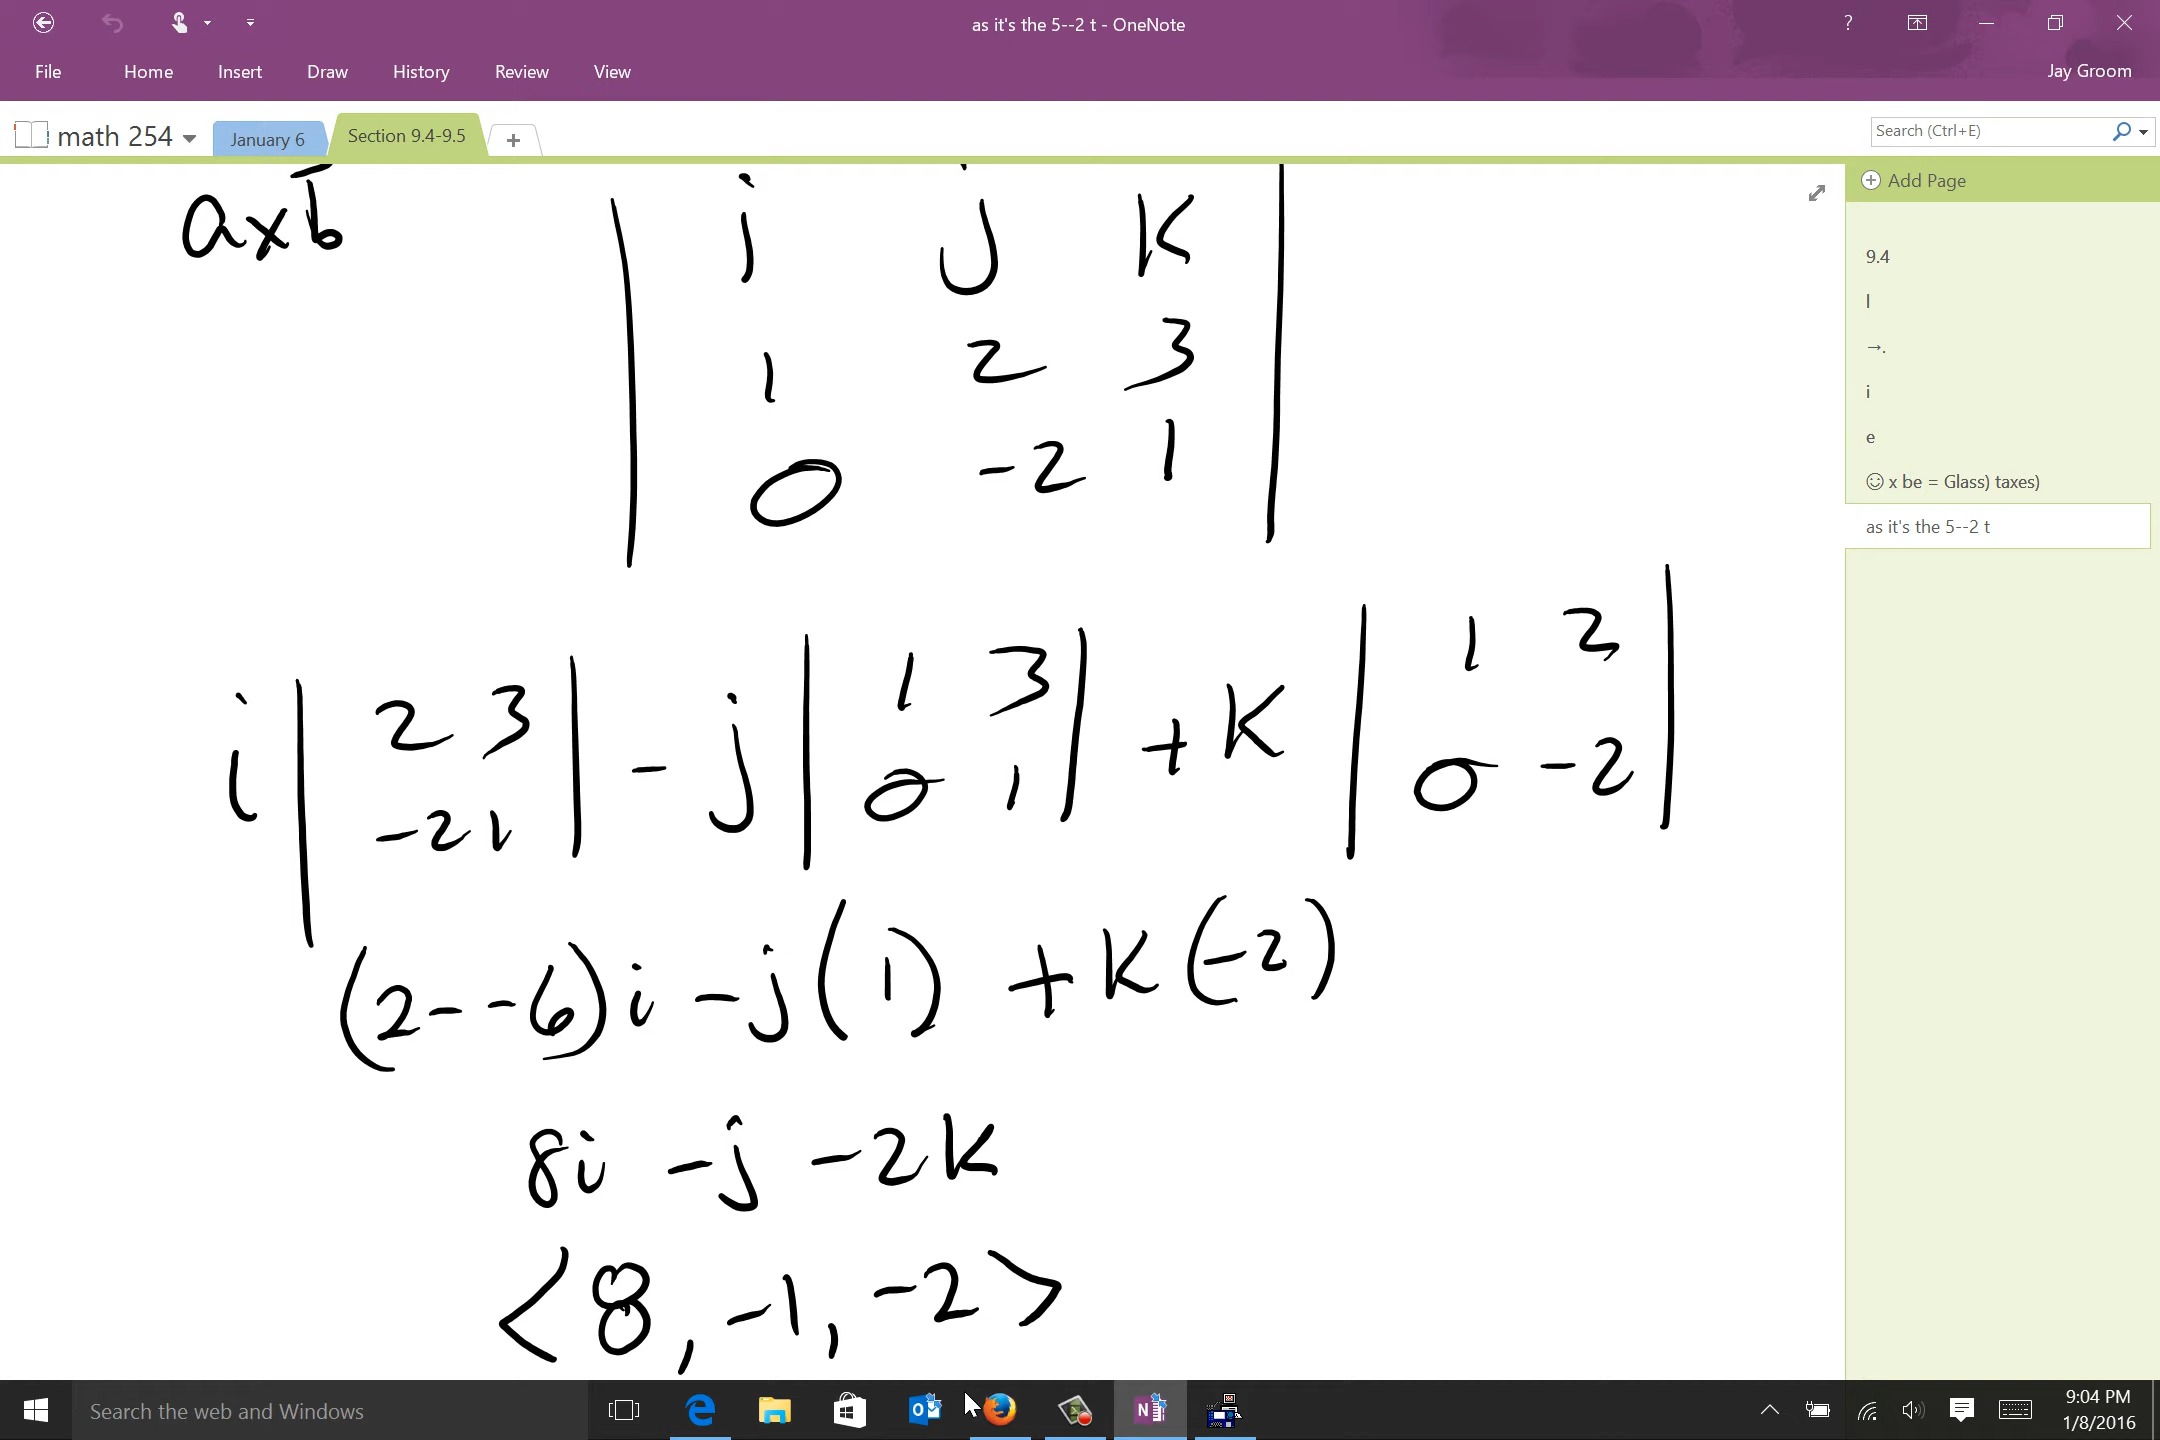 as it's the 5--2 t - OneNote
?
File Home Insert Draw History Review View
Jay Groom
math 254
January 6
Section 9.4-9.5
+
Search (Ctrl+E)
Add Page
9.4
l
→.
i
e
☺ x be = Glass) taxes)
as it's the 5--2 t
a×b̄
| i j k |
| 1 2 3 |
| 0 -2 1 |
i | 2 3 | - j | 1 3 | + k | 1 2 |
| -2 1 | | 0 1 | | 0 -2 |
(2--6)i -j(1) +k(-2)
8i -j -2k
<8, -1, -2>
Search the web and Windows
9:04 PM
1/8/2016